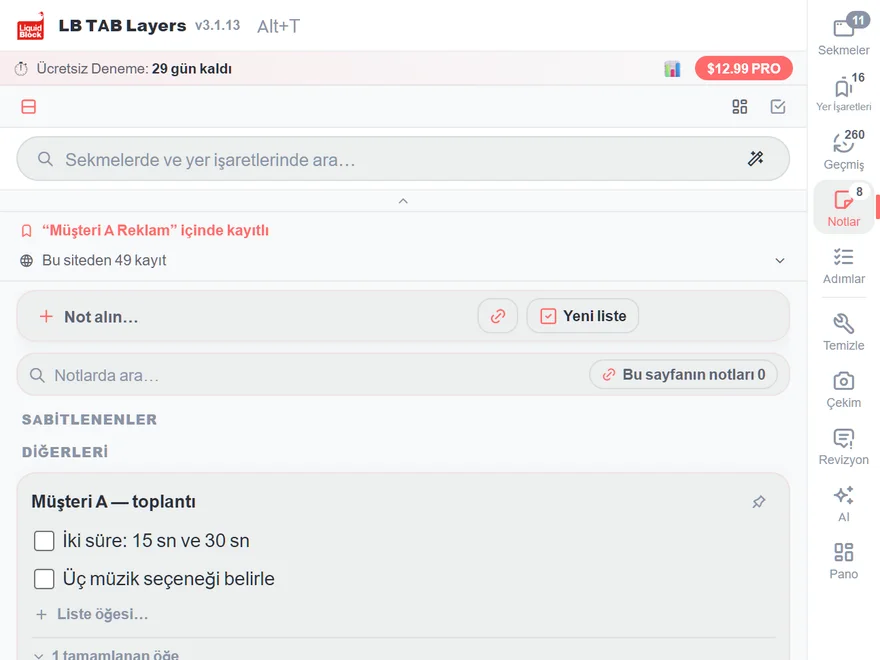 Liquid Block
LB TAB Layers v3.1.13 Alt+T
Ücretsiz Deneme: 29 gün kaldı
$12.99 PRO
Sekmelerde ve yer işaretlerinde ara…
“Müşteri A Reklam” içinde kayıtlı
Bu siteden 49 kayıt
Not alın…
Yeni liste
Notlarda ara…
Bu sayfanın notları 0
SABİTLENENLER
DİĞERLERİ
Müşteri A — toplantı
İki süre: 15 sn ve 30 sn
Üç müzik seçeneği belirle
Liste öğesi…
1 tamamlanan öğe
11
Sekmeler
16
Yer İşaretleri
260
Geçmiş
8
Notlar
Adımlar
Temizle
Çekim
Revizyon
AI
Pano